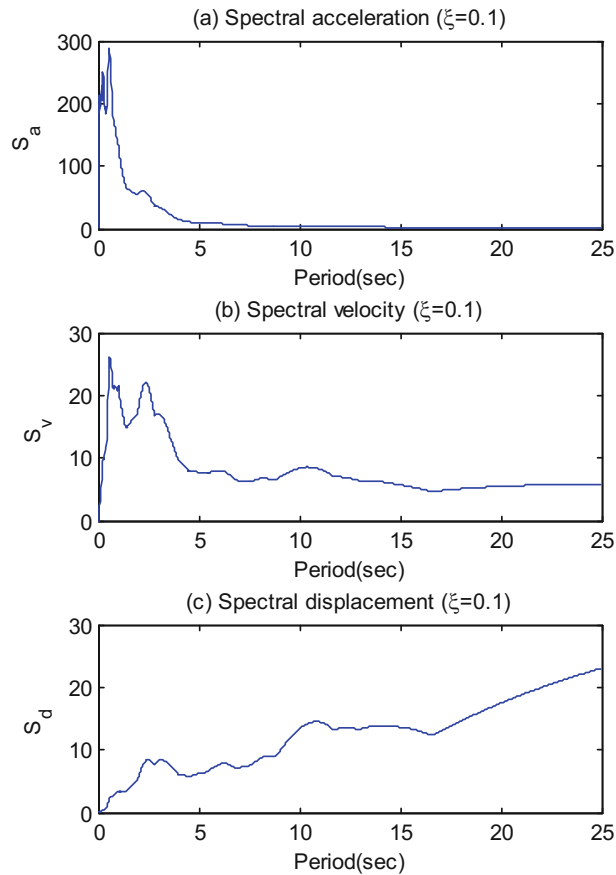 (a) Spectral acceleration (ξ=0.1)
300
200
100
0
S_a
0 5 10 15 20 25
Period(sec)
(b) Spectral velocity (ξ=0.1)
30
20
10
0
S_v
0 5 10 15 20 25
Period(sec)
(c) Spectral displacement (ξ=0.1)
30
20
10
0
S_d
0 5 10 15 20 25
Period(sec)